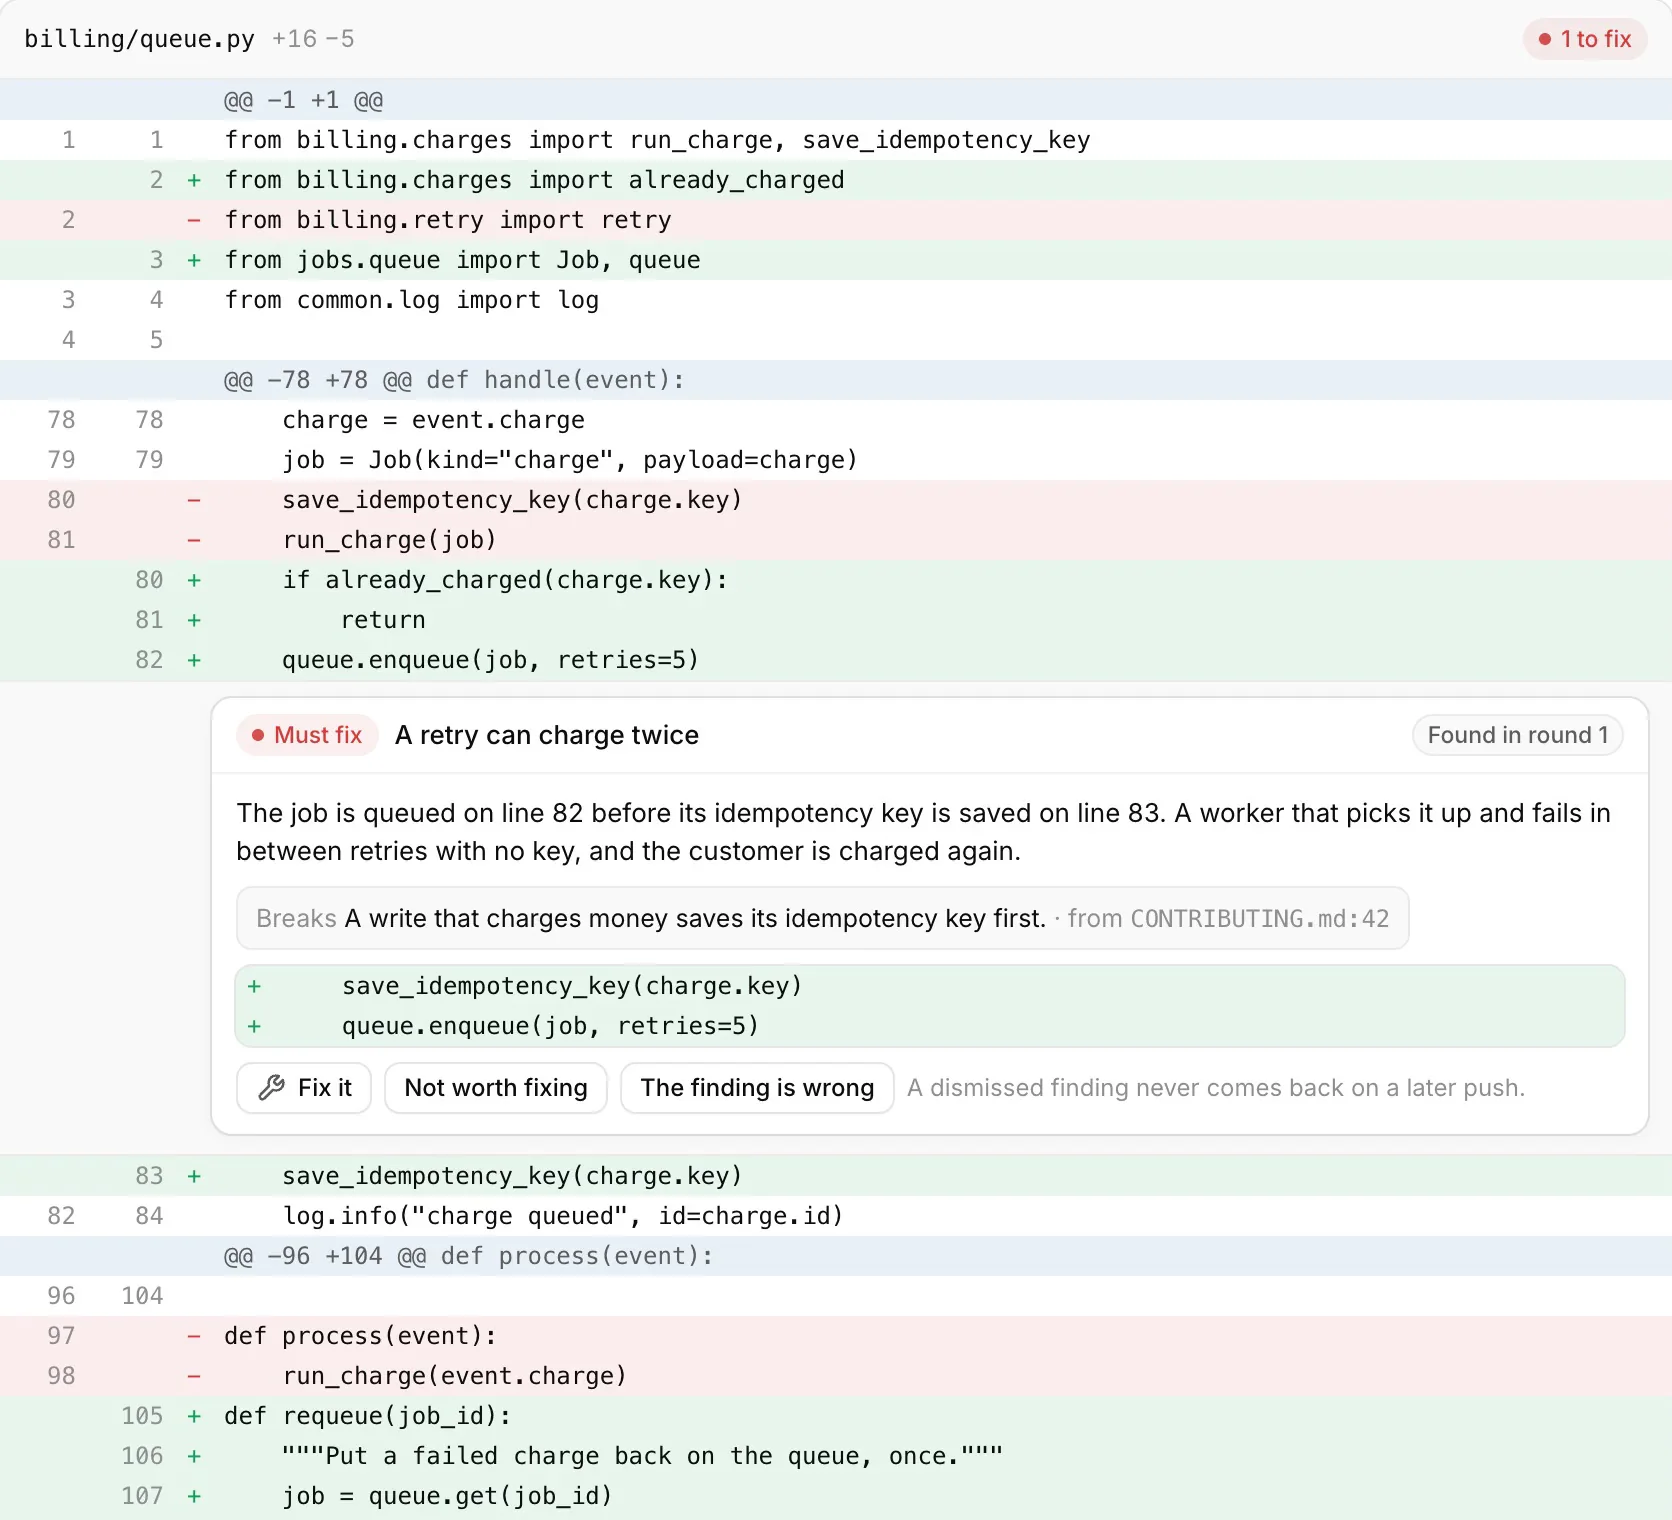 billing/queue.py +16 −5
1 to fix
@@ −1 +1 @@
1 1 from billing.charges import run_charge, save_idempotency_key
2 + from billing.charges import already_charged
2 − from billing.retry import retry
3 + from jobs.queue import Job, queue
3 4 from common.log import log
4 5
@@ −78 +78 @@ def handle(event):
78 78 charge = event.charge
79 79 job = Job(kind="charge", payload=charge)
80 − save_idempotency_key(charge.key)
81 − run_charge(job)
80 + if already_charged(charge.key):
81 + return
82 + queue.enqueue(job, retries=5)
Must fix A retry can charge twice Found in round 1
The job is queued on line 82 before its idempotency key is saved on line 83. A worker that picks it up and fails in
between retries with no key, and the customer is charged again.
Breaks A write that charges money saves its idempotency key first. · from CONTRIBUTING.md:42
+ save_idempotency_key(charge.key)
+ queue.enqueue(job, retries=5)
Fix it Not worth fixing The finding is wrong A dismissed finding never comes back on a later push.
83 + save_idempotency_key(charge.key)
82 84 log.info("charge queued", id=charge.id)
@@ −96 +104 @@ def process(event):
96 104
97 − def process(event):
98 − run_charge(event.charge)
105 + def requeue(job_id):
106 + """Put a failed charge back on the queue, once."""
107 + job = queue.get(job_id)